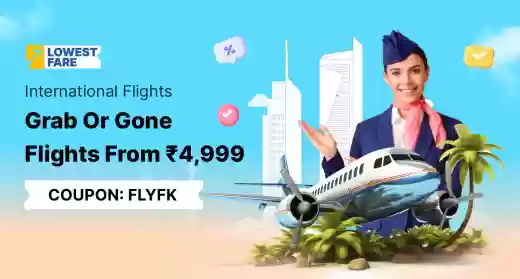 LOWEST
FARE
International Flights
Grab Or Gone
Flights From ₹4,999
COUPON: FLYFK
%